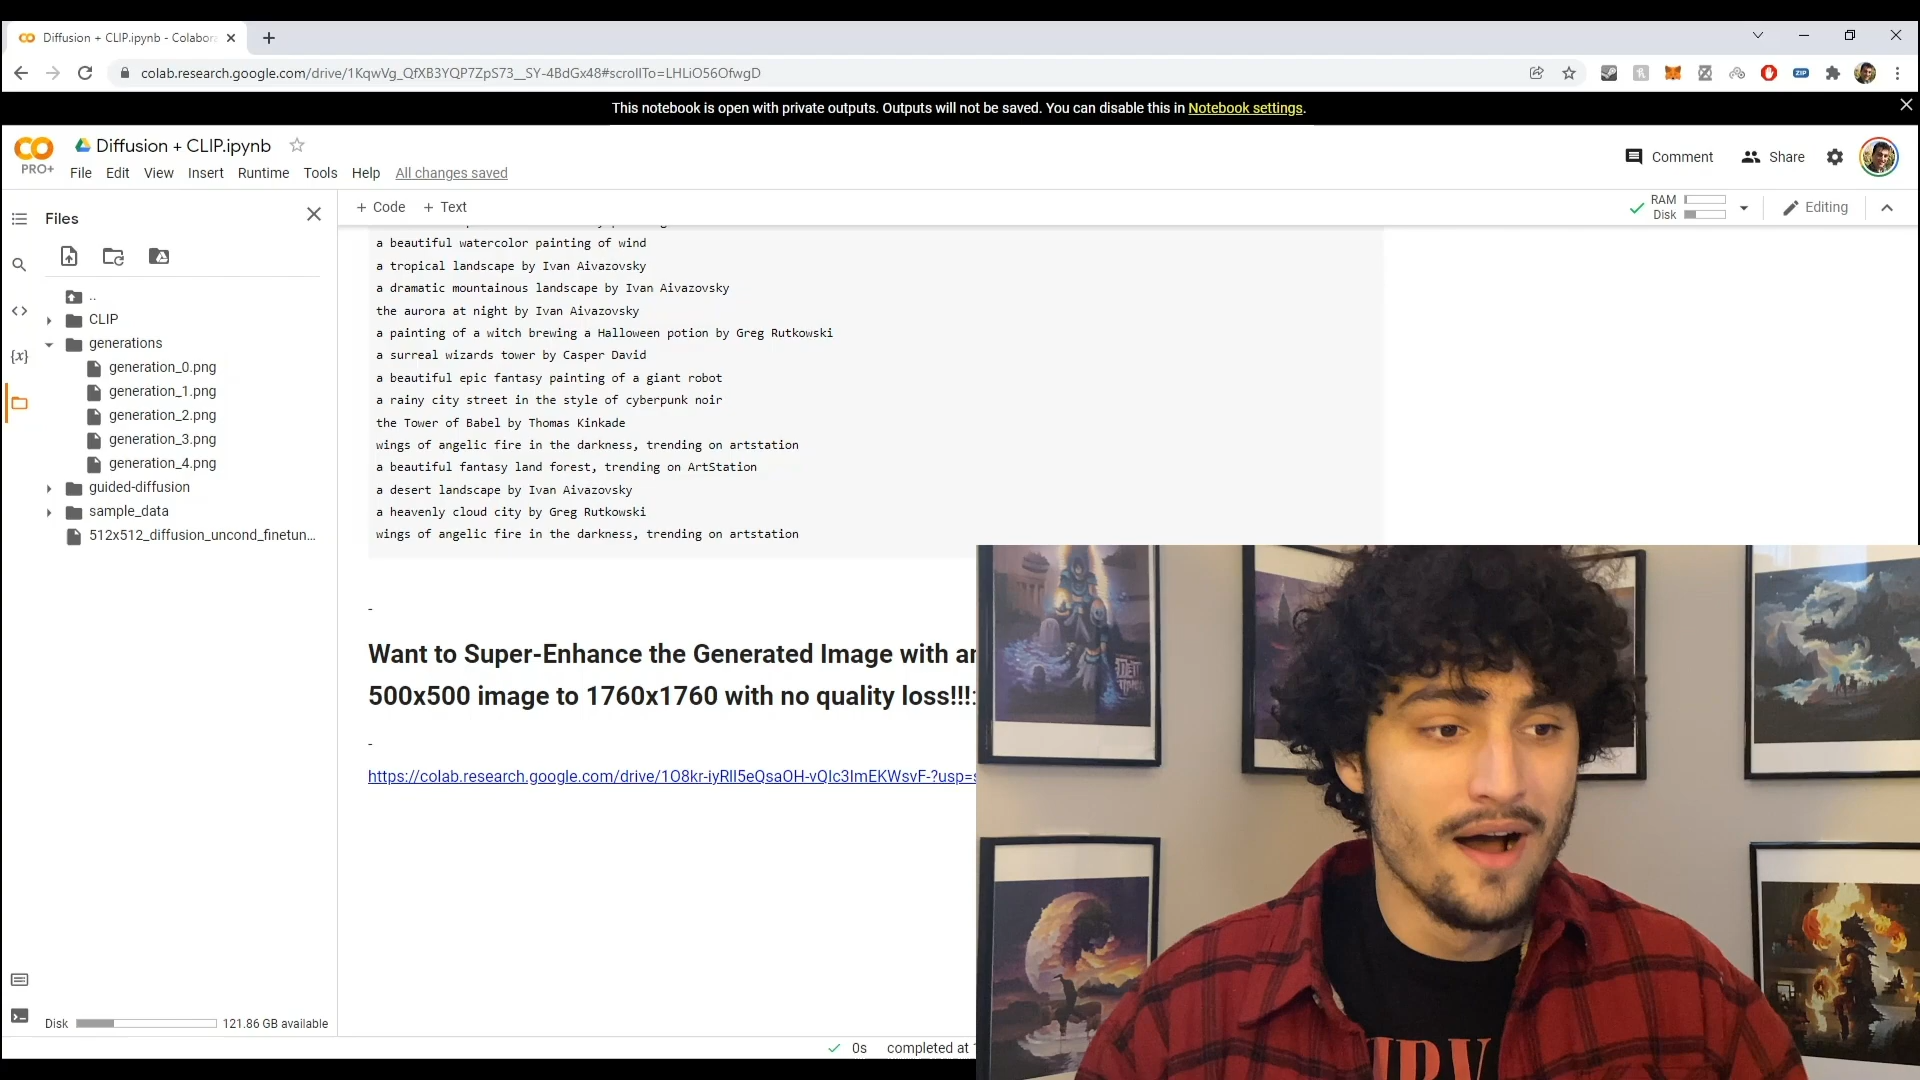 Diffusion + CLIP.ipynb - Colabor
colab.research.google.com/drive/1KqwVg_QfXB3YQP7ZpS73__SY-4BdGx48#scrollTo=LHLiO56OfwgD
ZIP
This notebook is open with private outputs. Outputs will not be saved. You can disable this in Notebook settings.
PRO+
Diffusion + CLIP.ipynb
File Edit View Insert Runtime Tools Help All changes saved
Comment Share
Files
+ Code + Text
RAM
Disk
Editing
..
CLIP
generations
generation_0.png
generation_1.png
generation_2.png
generation_3.png
generation_4.png
guided-diffusion
sample_data
512x512_diffusion_uncond_finetun...
{x}
a beautiful watercolor painting of wind
a tropical landscape by Ivan Aivazovsky
a dramatic mountainous landscape by Ivan Aivazovsky
the aurora at night by Ivan Aivazovsky
a painting of a witch brewing a Halloween potion by Greg Rutkowski
a surreal wizards tower by Casper David
a beautiful epic fantasy painting of a giant robot
a rainy city street in the style of cyberpunk noir
the Tower of Babel by Thomas Kinkade
wings of angelic fire in the darkness, trending on artstation
a beautiful fantasy land forest, trending on ArtStation
a desert landscape by Ivan Aivazovsky
a heavenly cloud city by Greg Rutkowski
wings of angelic fire in the darkness, trending on artstation
-
Want to Super-Enhance the Generated Image with
500x500 image to 1760x1760 with no quality loss!!!:
-
https://colab.research.google.com/drive/1O8kr-iyRlI5eQsaOH-vQIc3ImEKWsvF-?usp=s
Disk 121.86 GB available
0s completed at